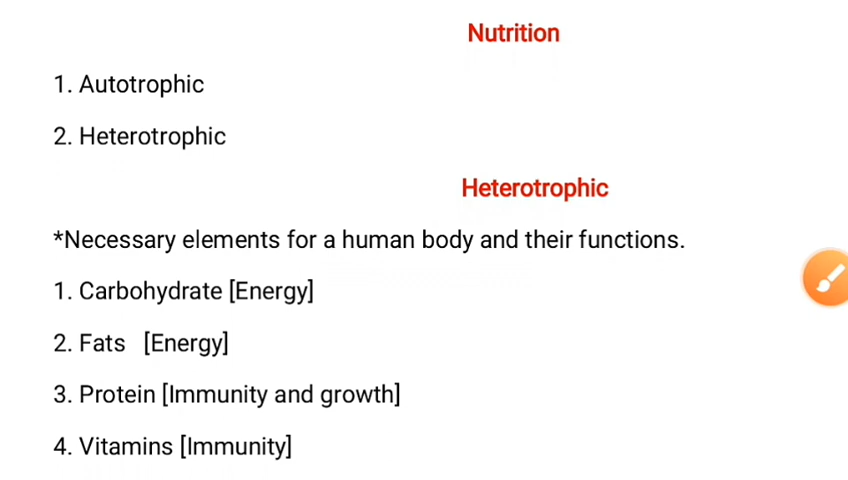 Nutrition
1. Autotrophic
2. Heterotrophic
Heterotrophic
*Necessary elements for a human body and their functions.
1. Carbohydrate [Energy]
2. Fats [Energy]
3. Protein [Immunity and growth]
4. Vitamins [Immunity]